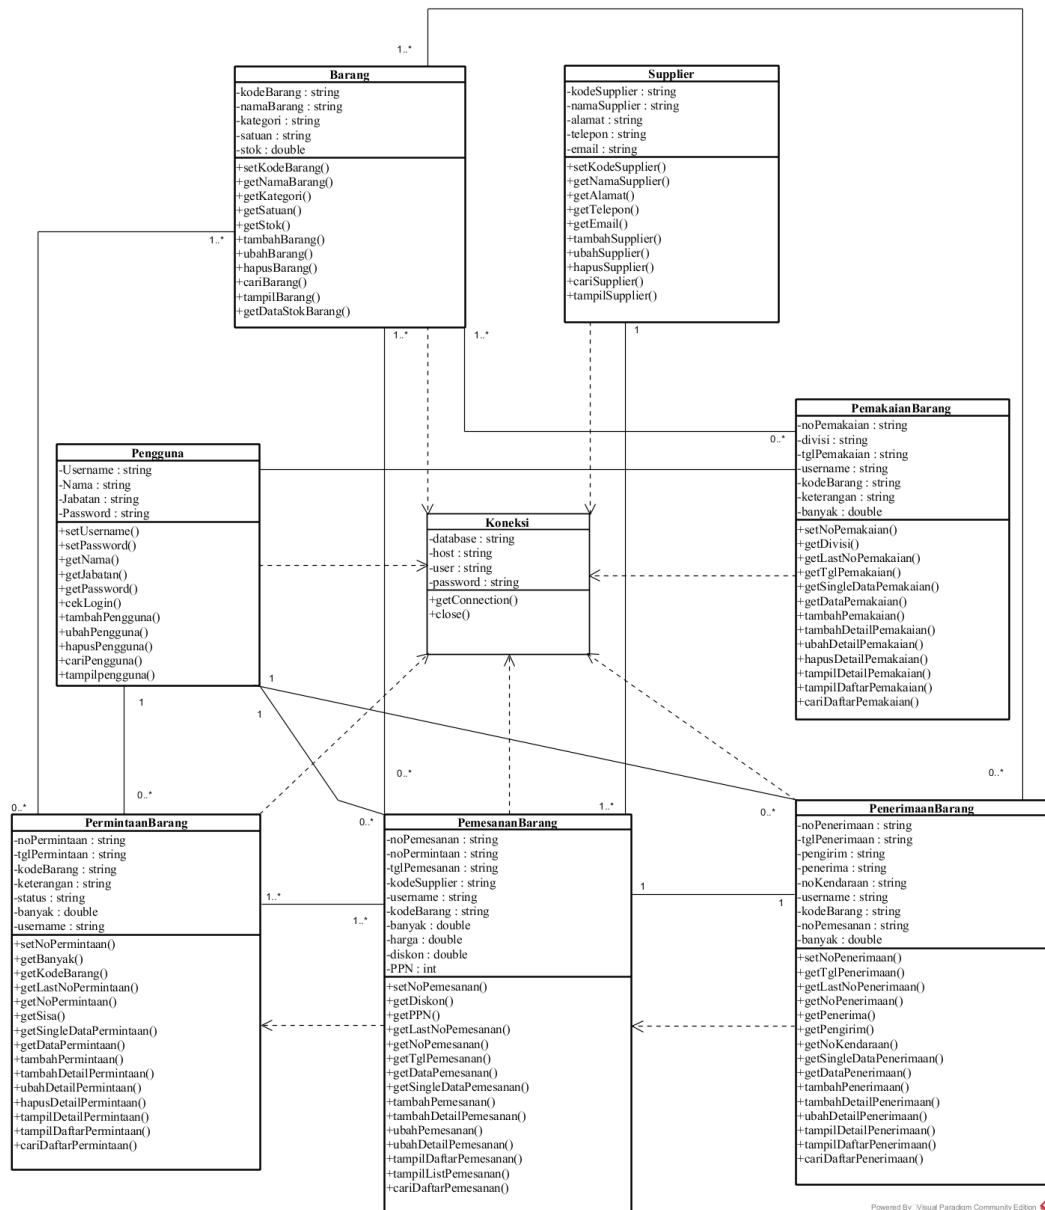 1..*
Barang
-kodeBarang : string
-namaBarang : string
-kategori : string
-satuan : string
-stok : double
+setKodeBarang()
+getNamaBarang()
+getKategori()
+getSatuan()
+getStok()
+tambahBarang()
+ubahBarang()
+hapusBarang()
+cariBarang()
+tampilBarang()
+getDataStokBarang()
Supplier
-kodeSupplier : string
-namaSupplier : string
-alamat : string
-telepon : string
-email : string
+setKodeSupplier()
+getNamaSupplier()
+getAlamat()
+getTelepon()
+getEmail()
+tambahSupplier()
+ubahSupplier()
+hapusSupplier()
+cariSupplier()
+tampilSupplier()
1..*
1..*
1..*
1
PemakaianBarang
-noPemakaian : string
-divisi : string
-tglPemakaian : string
-username : string
-kodeBarang : string
-keterangan : string
-banyak : double
+setNoPemakaian()
+getDivisi()
+getLastNoPemakaian()
+getTglPemakaian()
+getSingleDataPemakaian()
+getDataPemakaian()
+tambahPemakaian()
+tambahDetailPemakaian()
+ubahDetailPemakaian()
+hapusDetailPemakaian()
+tampilDetailPemakaian()
+tampilDaftarPemakaian()
+cariDaftarPemakaian()
0..*
Pengguna
-Username : string
-Nama : string
-Jabatan : string
-Password : string
+setUsername()
+setPassword()
+getNama()
+getJabatan()
+getPassword()
+cekLogin()
+tambahPengguna()
+ubahPengguna()
+hapusPengguna()
+cariPengguna()
+tampilpengguna()
Koneksi
-database : string
-host : string
-user : string
-password : string
+getConnection()
+close()
1
1
1
0..*
0..*
0..*
0..*
0..*
1..*
0..*
PermintaanBarang
-noPermintaan : string
-tglPermintaan : string
-kodeBarang : string
-keterangan : string
-status : string
-banyak : double
-username : string
+setNoPermintaan()
+getBanyak()
+getKodeBarang()
+getLastNoPermintaan()
+getNoPermintaan()
+getSisa()
+getSingleDataPermintaan()
+getDataPermintaan()
+tambahPermintaan()
+tambahDetailPermintaan()
+ubahDetailPermintaan()
+hapusDetailPermintaan()
+tampilDetailPermintaan()
+tampilDaftarPermintaan()
+cariDaftarPermintaan()
1..*
1..*
PemesananBarang
-noPemesanan : string
-noPermintaan : string
-tglPemesanan : string
-kodeSupplier : string
-username : string
-kodeBarang : string
-banyak : double
-harga : double
-diskon : double
-PPN : int
+setNoPemesanan()
+getDiskon()
+getPPN()
+getLastNoPemesanan()
+getNoPemesanan()
+getTglPemesanan()
+getDataPemesanan()
+getSingleDataPemesanan()
+tambahPemesanan()
+tambahDetailPemesanan()
+ubahPemesanan()
+ubahDetailPemesanan()
+tampilDaftarPemesanan()
+tampilListPemesanan()
+cariDaftarPemesanan()
1
1
PenerimaanBarang
-noPenerimaan : string
-tglPenerimaan : string
-pengirim : string
-penerima : string
-noKendaraan : string
-username : string
-kodeBarang : string
-noPemesanan : string
-banyak : double
+setNoPenerimaan()
+getTglPenerimaan()
+getLastNoPenerimaan()
+getNoPenerimaan()
+getPenerima()
+getPengirim()
+getNoKendaraan()
+getSingleDataPenerimaan()
+getDataPenerimaan()
+tambahPenerimaan()
+tambahDetailPenerimaan()
+ubahDetailPenerimaan()
+tampilDetailPenerimaan()
+tampilDaftarPenerimaan()
+cariDaftarPenerimaan()
Powered By Visual Paradigm Community Edition